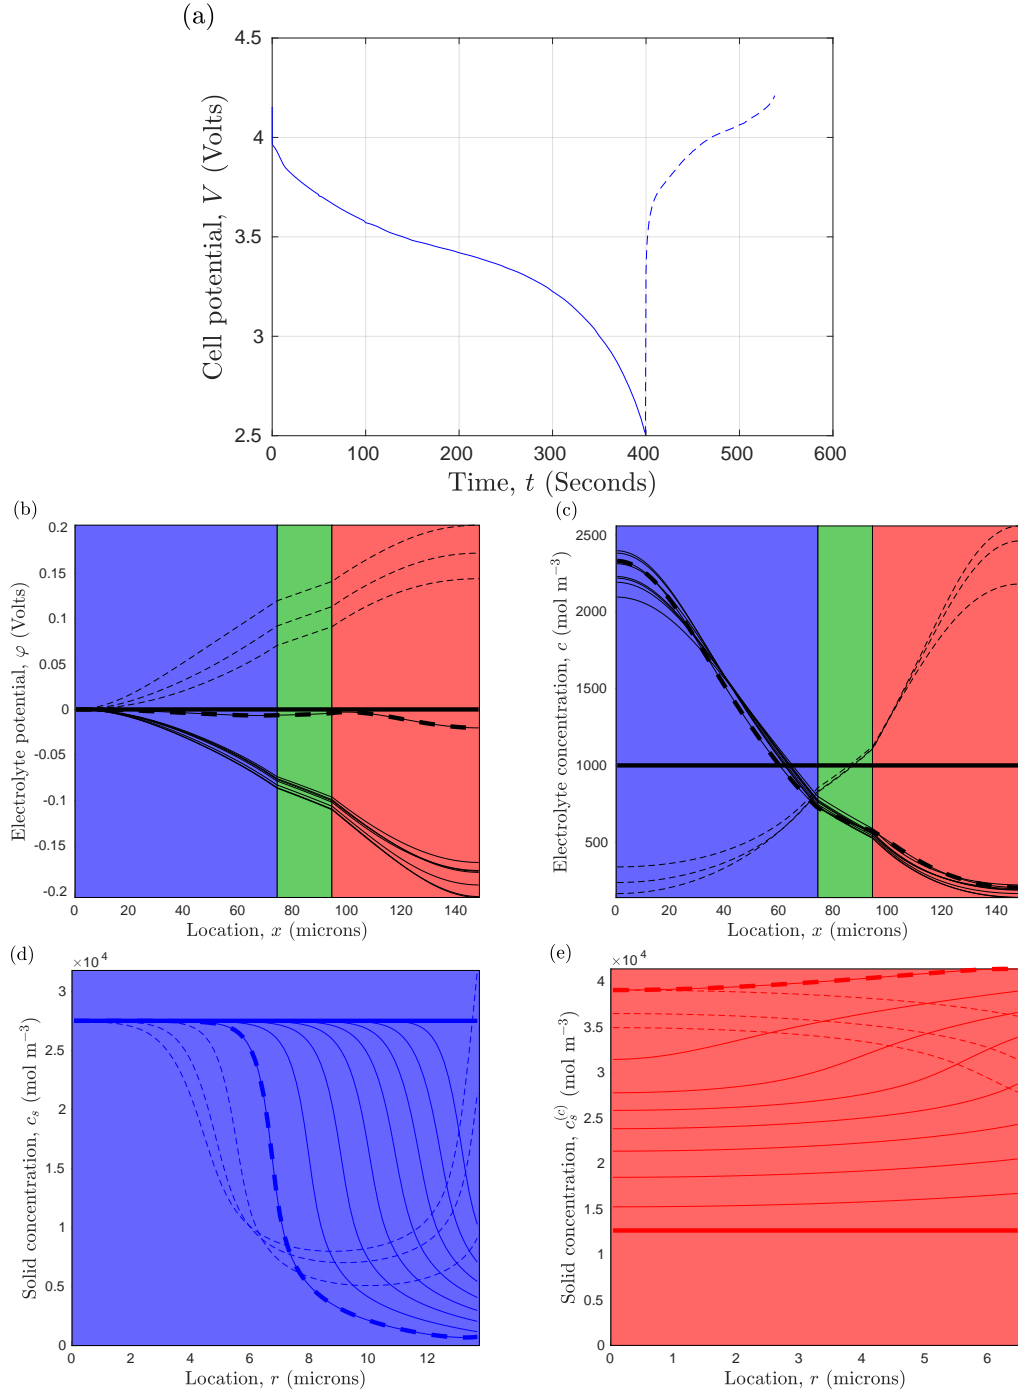 (a)
4.5
4
3.5
3
2.5
Cell potential, V (Volts)
0 100 200 300 400 500 600
Time, t (Seconds)
(b)
0.2
0.15
0.1
0.05
0
-0.05
-0.1
-0.15
-0.2
Electrolyte potential, φ (Volts)
0 20 40 60 80 100 120 140
Location, x (microns)
(c)
2500
2000
1500
1000
500
Electrolyte concentration, c (mol m⁻³)
0 20 40 60 80 100 120 140
Location, x (microns)
(d)
×10⁴
3
2.5
2
1.5
1
0.5
0
Solid concentration, cₛ (mol m⁻³)
0 2 4 6 8 10 12
Location, r (microns)
(e)
×10⁴
4
3.5
3
2.5
2
1.5
1
0.5
0
Solid concentration, cₛ⁽ᶜ⁾ (mol m⁻³)
0 1 2 3 4 5 6
Location, r (microns)